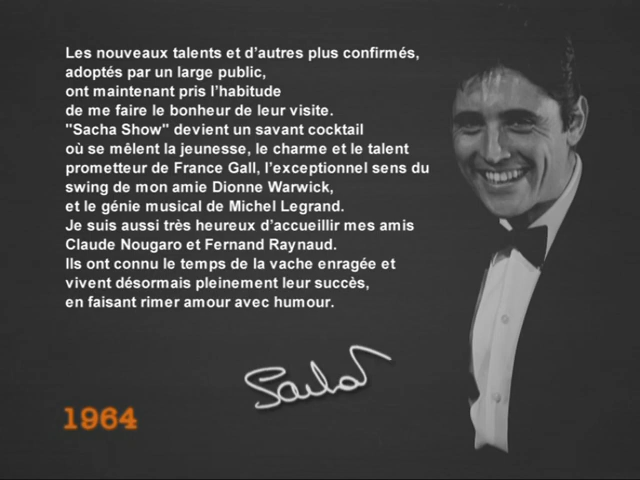 Les nouveaux talents et d’autres plus confirmés,
adoptés par un large public,
ont maintenant pris l’habitude
de me faire le bonheur de leur visite.
"Sacha Show" devient un savant cocktail
où se mêlent la jeunesse, le charme et le talent
prometteur de France Gall, l’exceptionnel sens du
swing de mon amie Dionne Warwick,
et le génie musical de Michel Legrand.
Je suis aussi très heureux d’accueillir mes amis
Claude Nougaro et Fernand Raynaud.
Ils ont connu le temps de la vache enragée et
vivent désormais pleinement leur succès,
en faisant rimer amour avec humour.
Sacha
1964